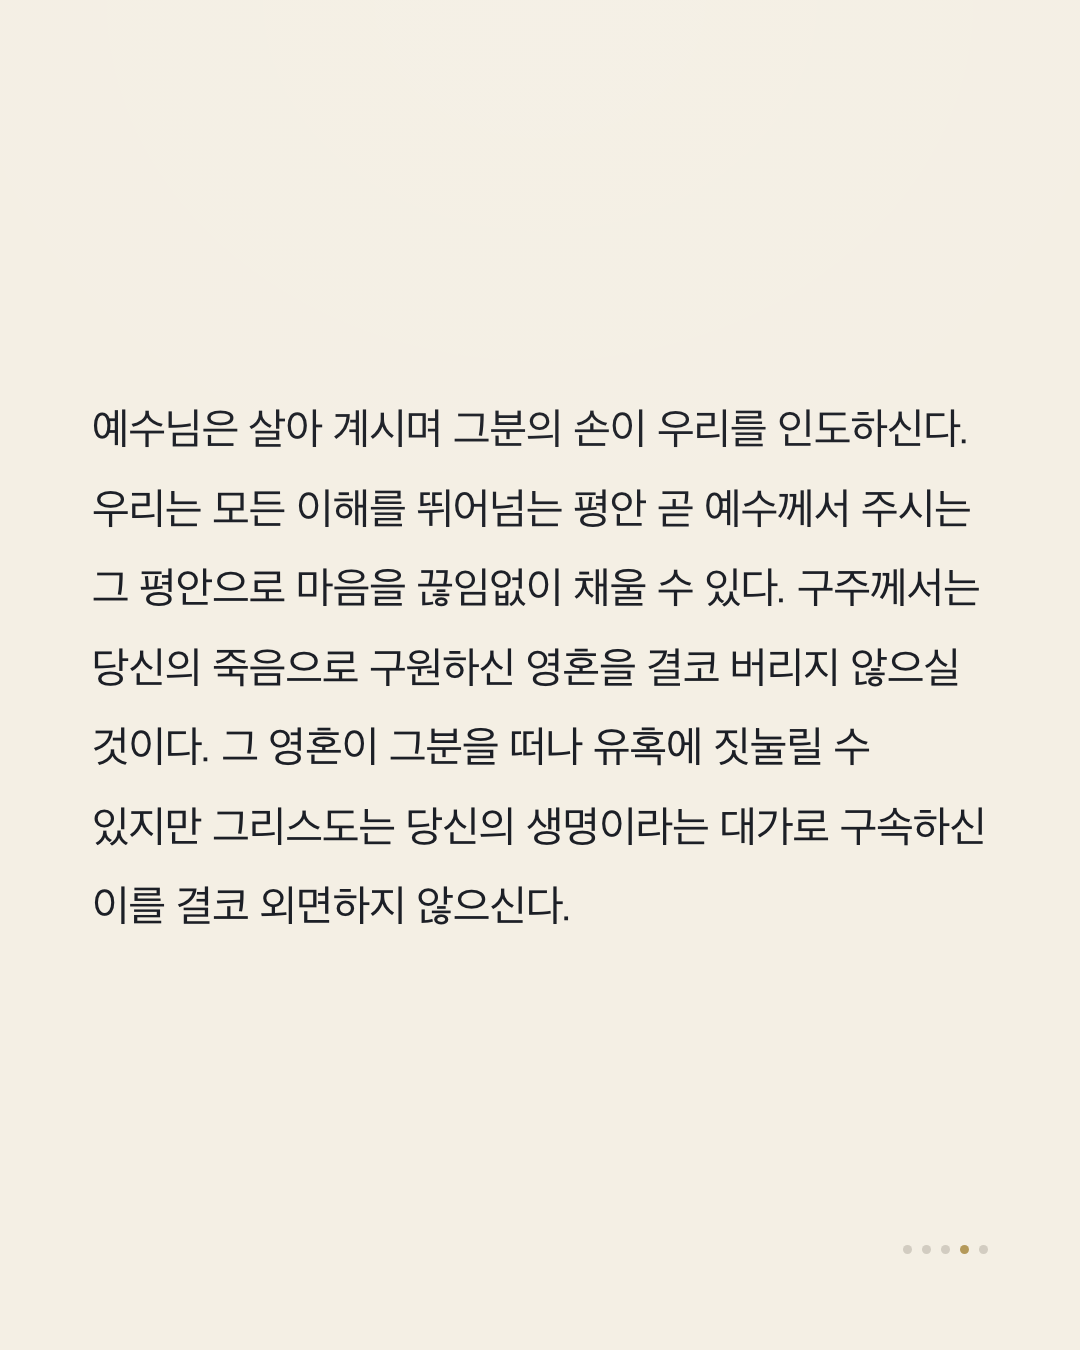 예수님은 살아 계시며 그분의 손이 우리를 인도하신다.
우리는 모든 이해를 뛰어넘는 평안 곧 예수께서 주시는
그 평안으로 마음을 끊임없이 채울 수 있다. 구주께서는
당신의 죽음으로 구원하신 영혼을 결코 버리지 않으실
것이다. 그 영혼이 그분을 떠나 유혹에 짓눌릴 수
있지만 그리스도는 당신의 생명이라는 대가로 구속하신
이를 결코 외면하지 않으신다.